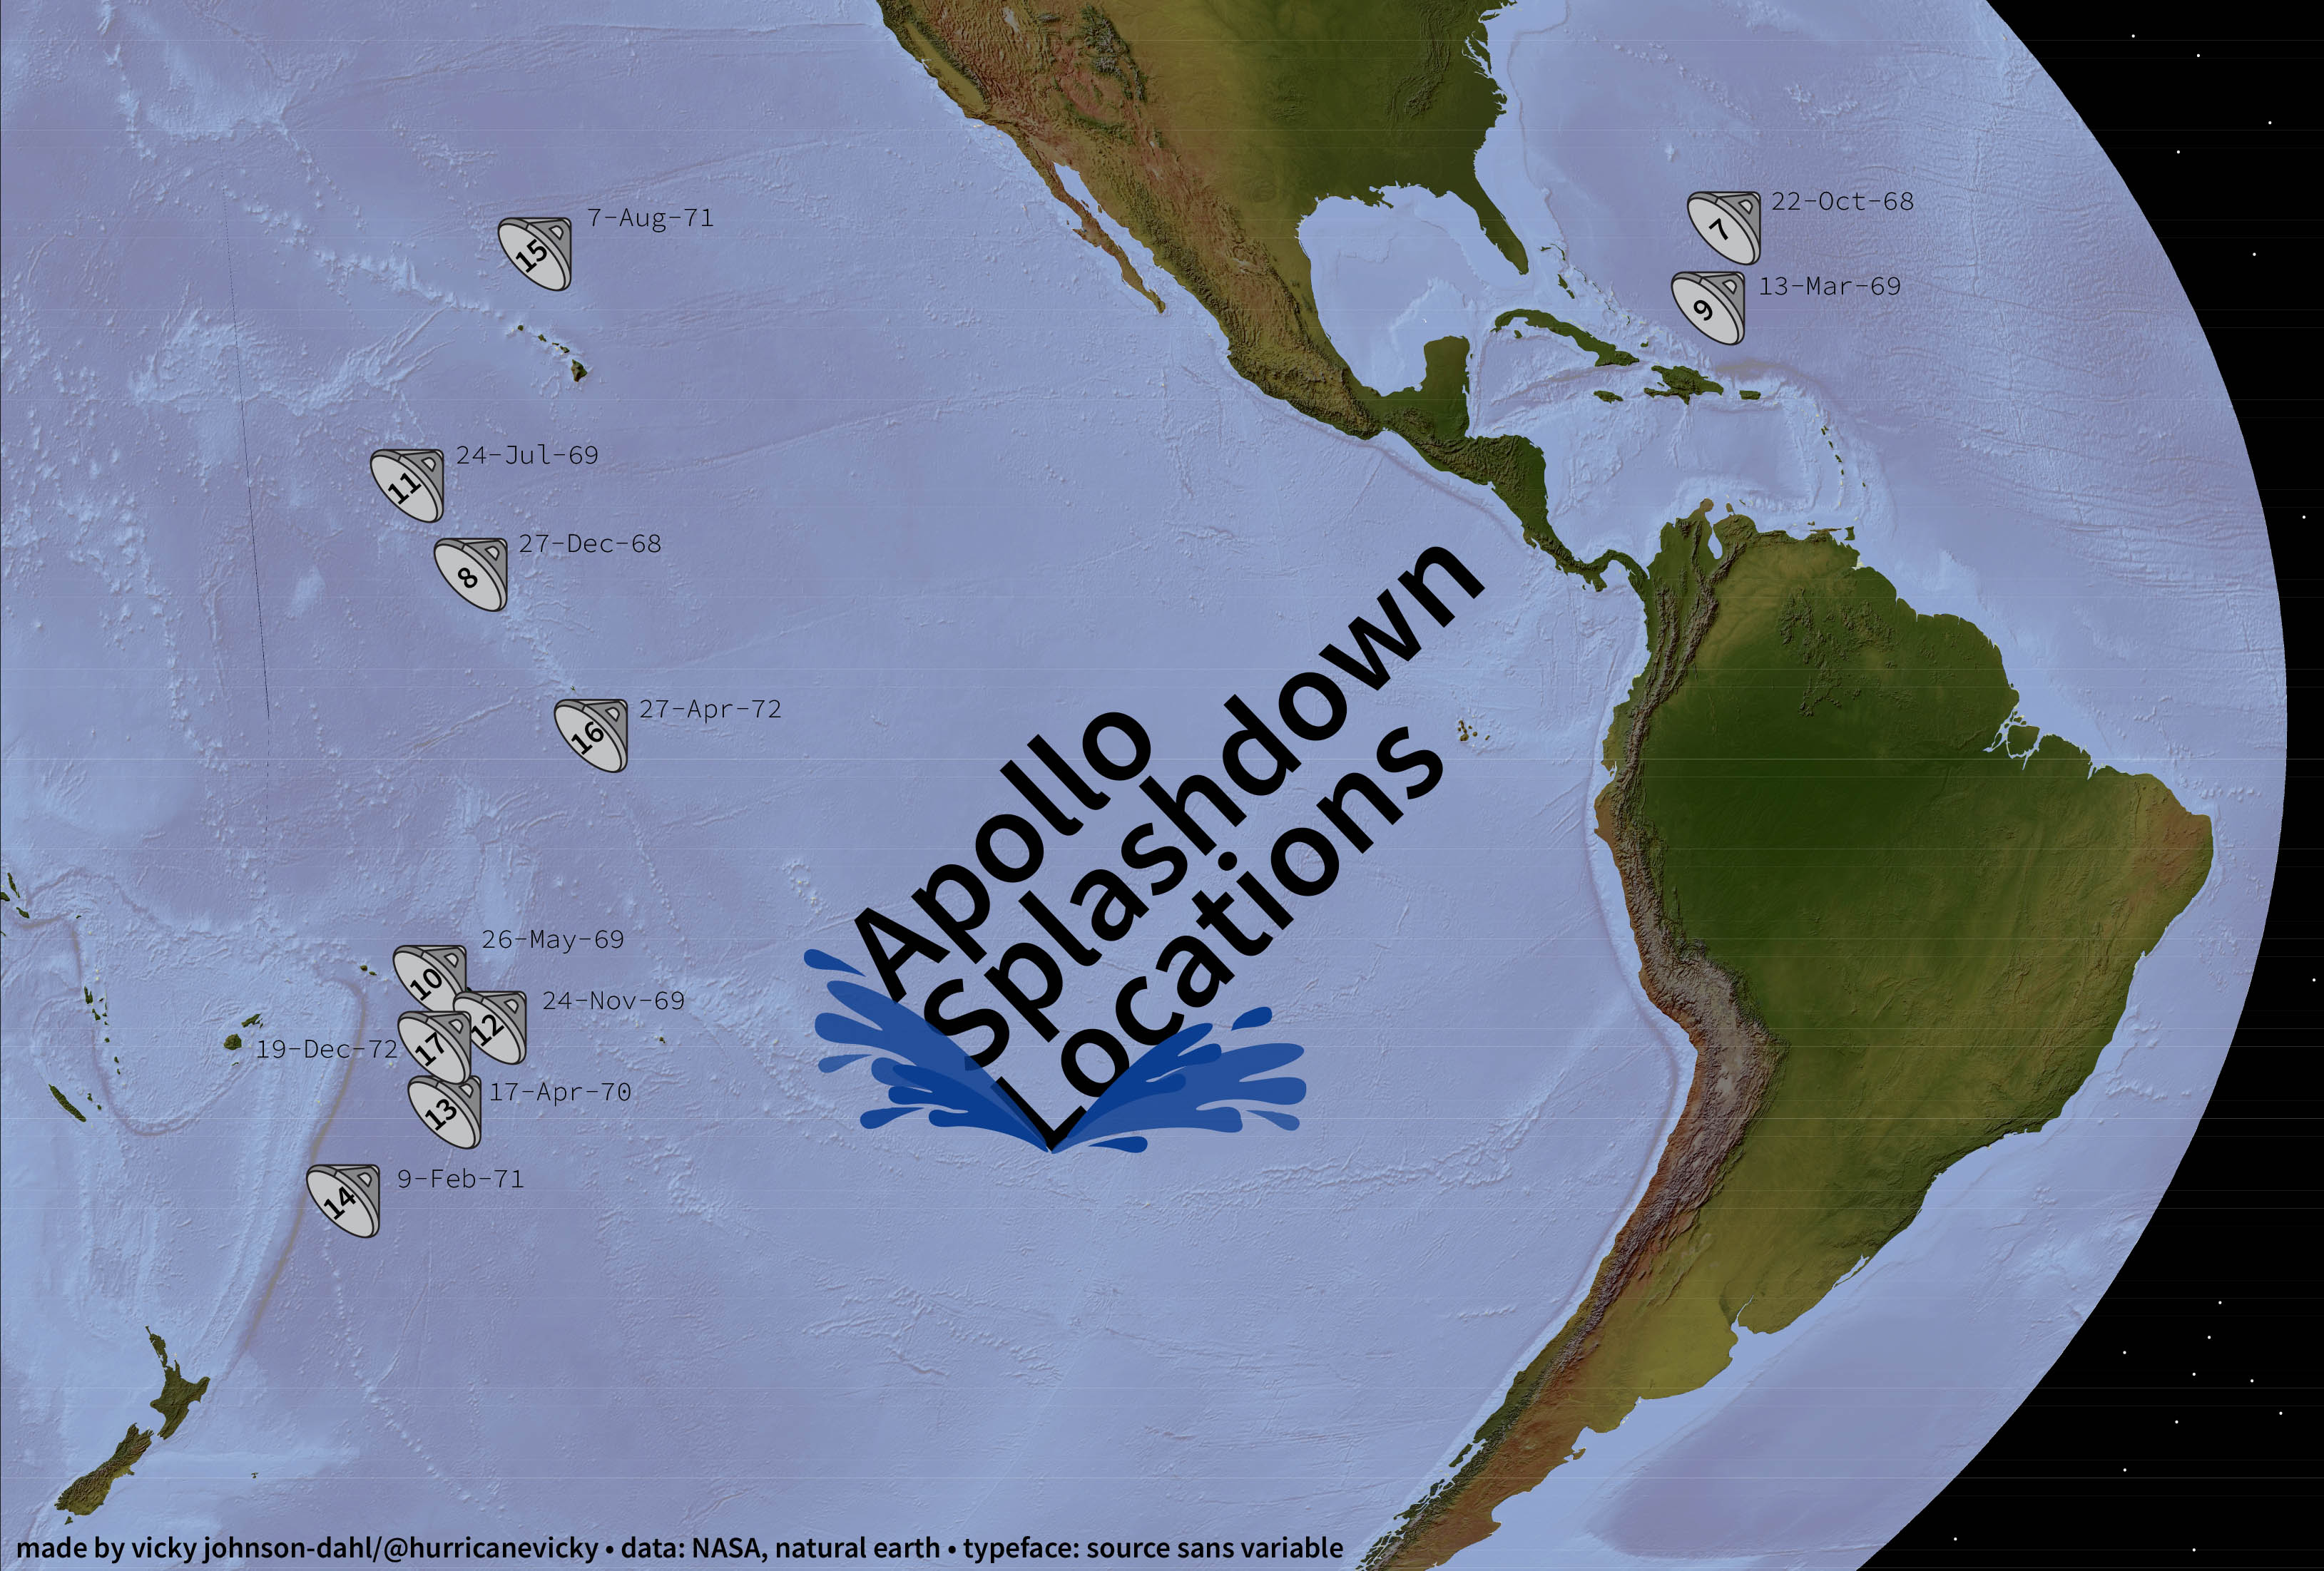 7 22-Oct-68
15 7-Aug-71
9 13-Mar-69
11 24-Jul-69
8 27-Dec-68
16 27-Apr-72
Apollo
Splashdown
Locations
10 26-May-69
12 24-Nov-69
19-Dec-72 17
13 17-Apr-70
14 9-Feb-71
made by vicky johnson-dahl/@hurricanevicky • data: NASA, natural earth • typeface: source sans variable